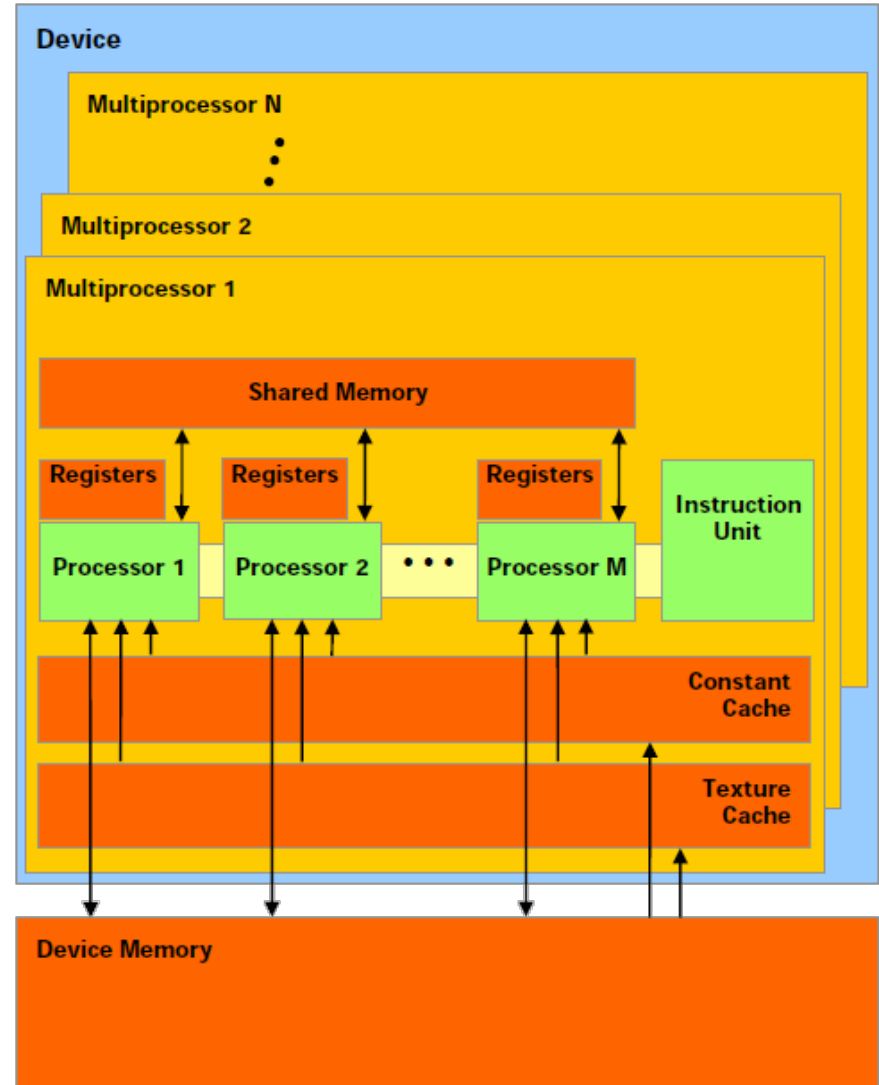 Device
Multiprocessor N
Multiprocessor 2
Multiprocessor 1
Shared Memory
Registers
Registers
Registers
Instruction
Unit
Processor 1
Processor 2
• • •
Processor M
Constant
Cache
Texture
Cache
Device Memory